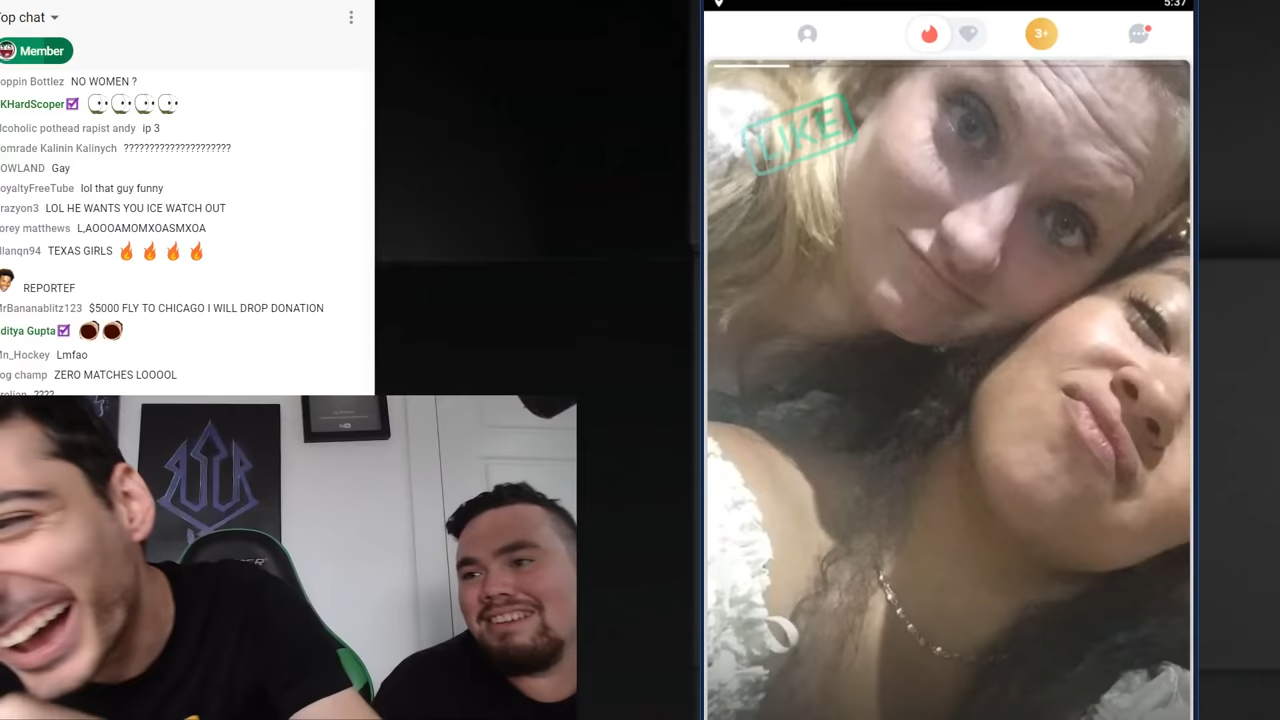 op chat
Member
oppin Bottlez NO WOMEN ?
KHardScoper
lcoholic pothead rapist andy ip 3
omrade Kalinin Kalinych ?????????????????????
OWLAND Gay
oyaltyFreeTube lol that guy funny
razyon3 LOL HE WANTS YOU ICE WATCH OUT
orey matthews L,AOOOAMOMXOASMXOA
llanqn94 TEXAS GIRLS
REPORTEF
MrBananablitz123 $5000 FLY TO CHICAGO I WILL DROP DONATION
ditya Gupta
Mn_Hockey Lmfao
og champ ZERO MATCHES LOOOOL
????
5:37
3+
LIKE